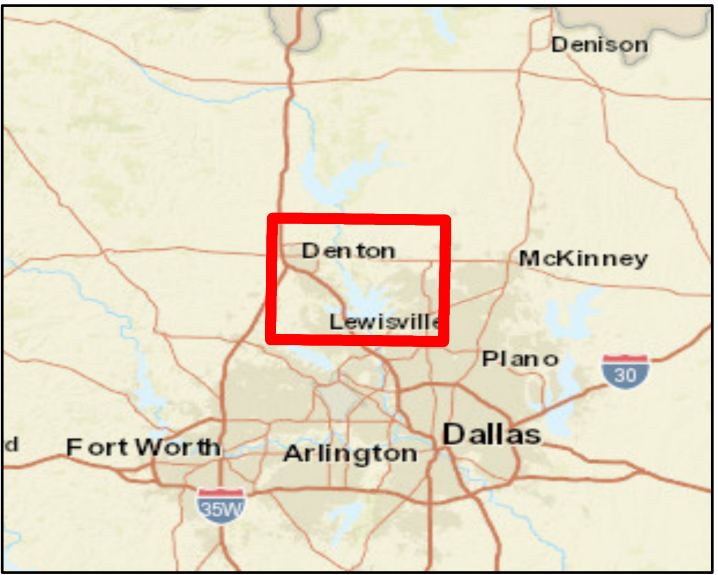 Denison
Denton
McKinney
Lewisville
Plano
30
d
Fort Worth
Arlington
Dallas
35W